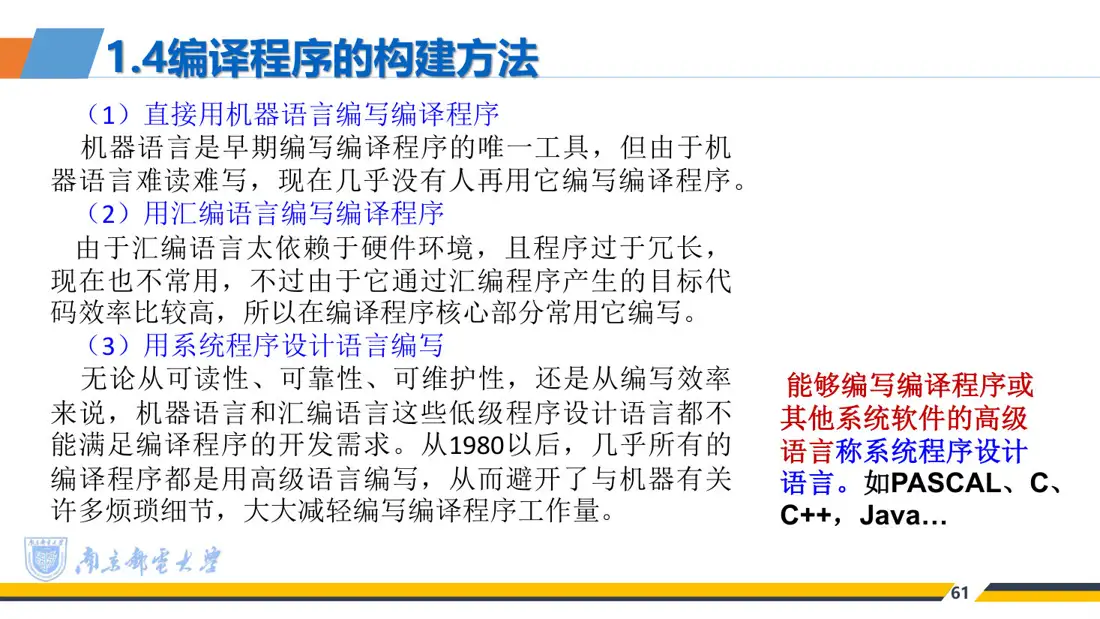 1.4编译程序的构建方法
（1）直接用机器语言编写编译程序
机器语言是早期编写编译程序的唯一工具，但由于机
器语言难读难写，现在几乎没有人再用它编写编译程序。
（2）用汇编语言编写编译程序
由于汇编语言太依赖于硬件环境，且程序过于冗长，
现在也不常用，不过由于它通过汇编程序产生的目标代
码效率比较高，所以在编译程序核心部分常用它编写。
（3）用系统程序设计语言编写
无论从可读性、可靠性、可维护性，还是从编写效率
来说，机器语言和汇编语言这些低级程序设计语言都不
能满足编译程序的开发需求。从1980以后，几乎所有的
编译程序都是用高级语言编写，从而避开了与机器有关
许多烦琐细节，大大减轻编写编译程序工作量。
能够编写编译程序或
其他系统软件的高级
语言称系统程序设计
语言。如PASCAL、C、
C++，Java…
南京邮电大学
61